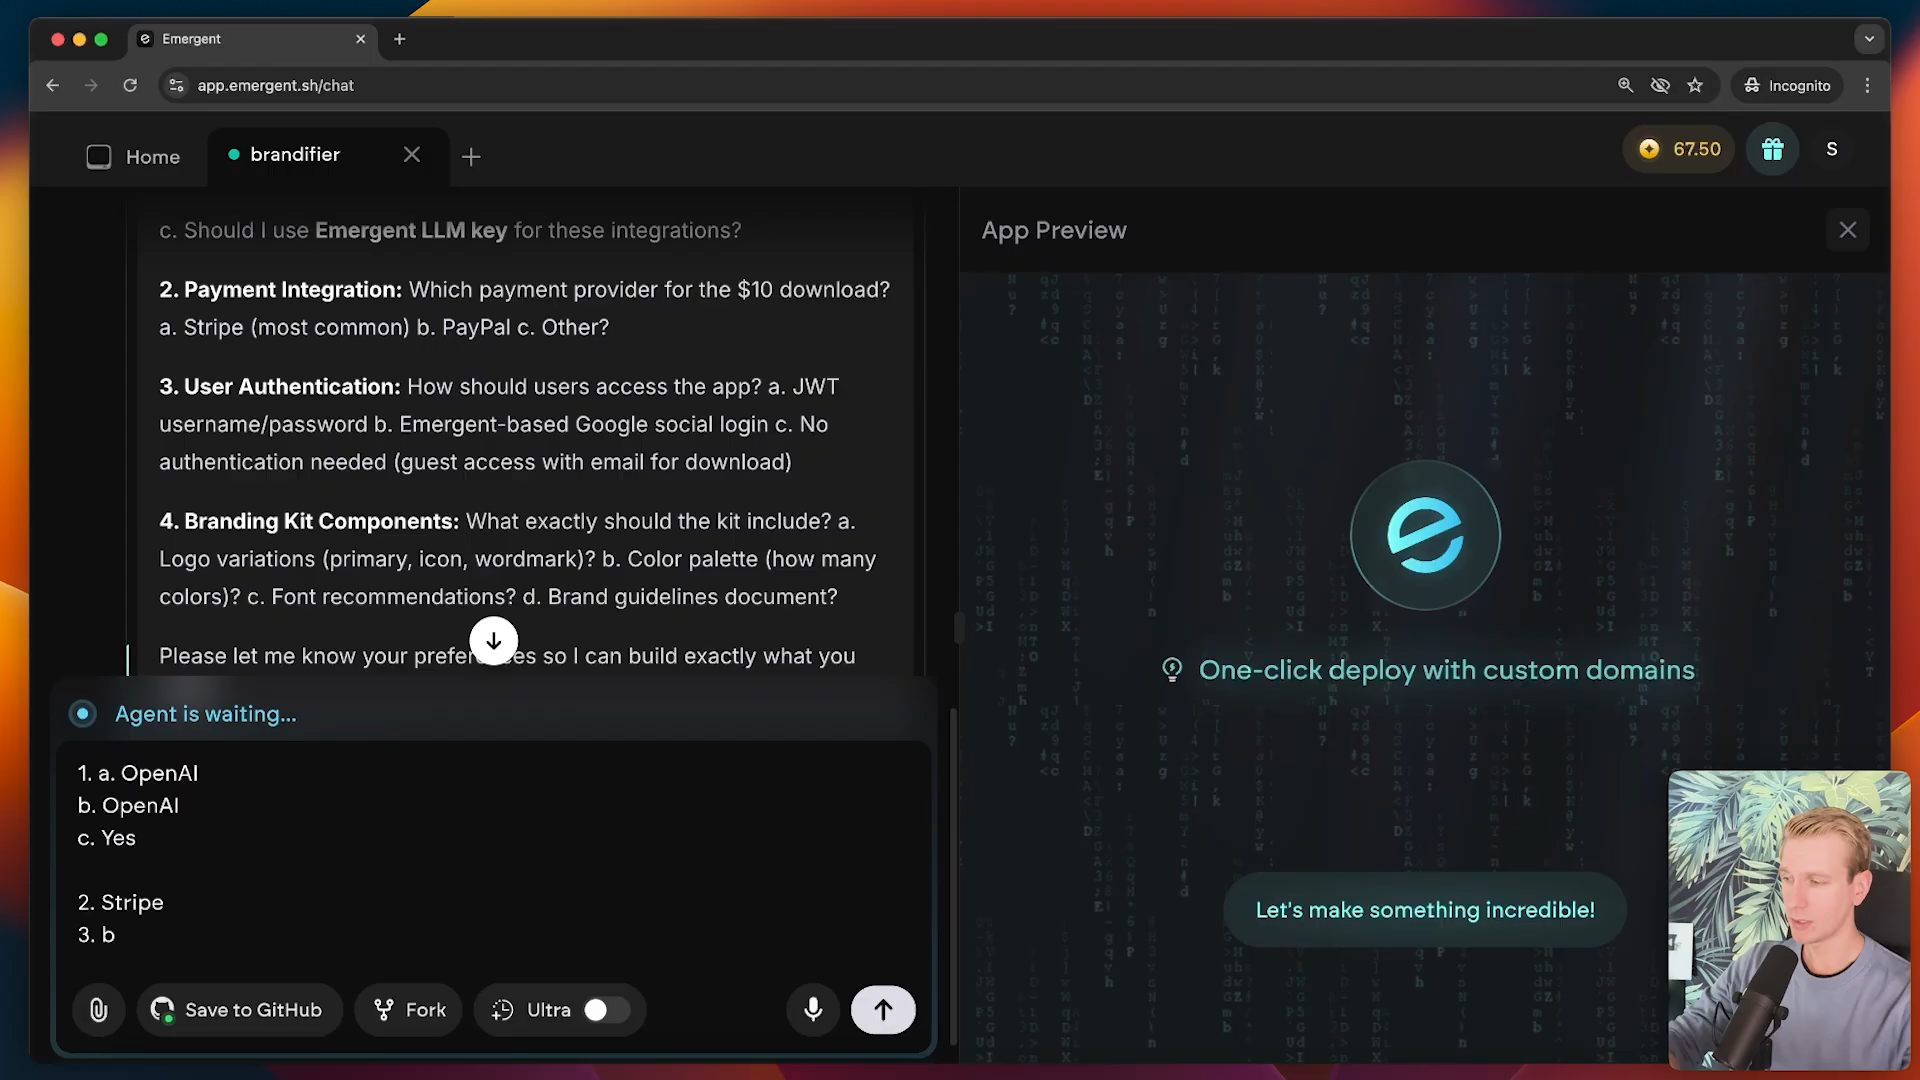 Emergent
app.emergent.sh/chat
Incognito
Home
brandifier
67.50
S
c. Should I use Emergent LLM key for these integrations?
2. Payment Integration: Which payment provider for the $10 download?
a. Stripe (most common) b. PayPal c. Other?
3. User Authentication: How should users access the app? a. JWT
username/password b. Emergent-based Google social login c. No
authentication needed (guest access with email for download)
4. Branding Kit Components: What exactly should the kit include? a.
Logo variations (primary, icon, wordmark)? b. Color palette (how many
colors)? c. Font recommendations? d. Brand guidelines document?
Please let me know your so I can build exactly what you
Agent is waiting...
1. a. OpenAI
b. OpenAI
c. Yes
2. Stripe
3. b
Save to GitHub
Fork
Ultra
App Preview
One-click deploy with custom domains
Let's make something incredible!